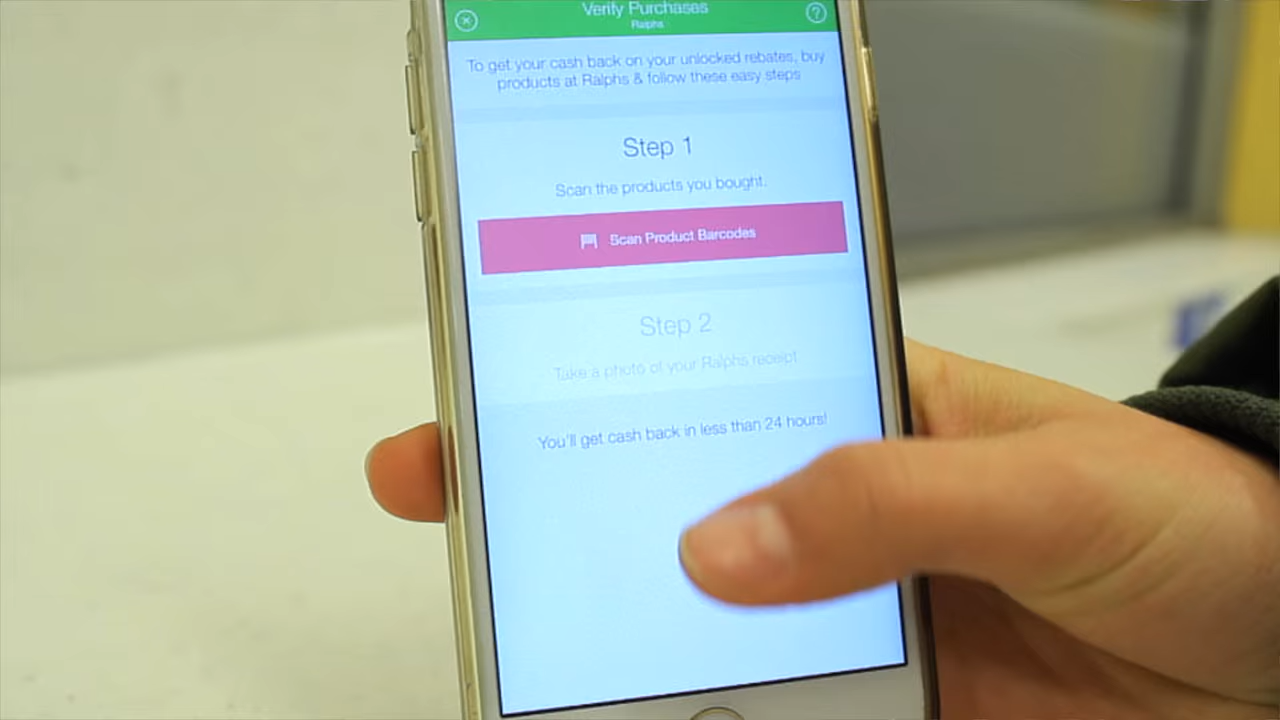 Verify Purchases
Ralphs
To get your cash back on your unlocked rebates, buy
products at Ralphs & follow these easy steps
Step 1
Scan the products you bought.
Scan Product Barcodes
Step 2
Take a photo of your Ralphs receipt
You'll get cash back in less than 24 hours!